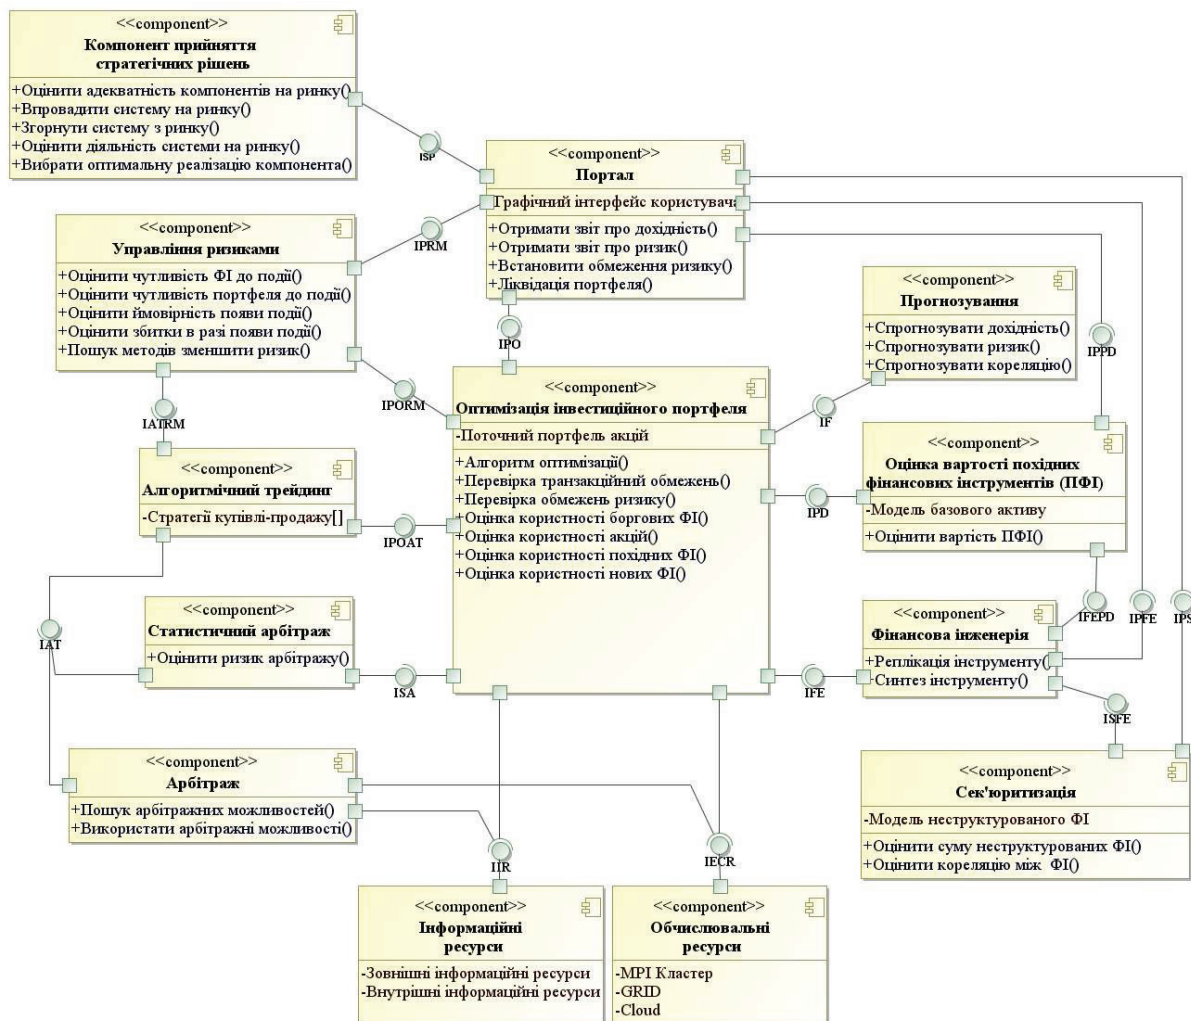 <<component>>
Компонент прийняття
стратегічних рішень
+Оцінити адекватність компонентів на ринку()
+Впровадити систему на ринку()
+Згорнути систему з ринку()
+Оцінити діяльність системи на ринку()
+Вибрати оптимальну реалізацію компонента()
ISP
<<component>>
Портал
-Графічний інтерфейс користувача
+Отримати звіт про дохідність()
+Отримати звіт про ризик()
+Встановити обмеження ризику()
+Ліквідація портфеля()
<<component>>
Управління ризиками
+Оцінити чутливість ФІ до події()
+Оцінити чутливість портфеля до події()
+Оцінити ймовірність появи події()
+Оцінити збитки в разі появи події()
+Пошук методів зменшити ризик()
IPRM
IPO
IPORM
IATRM
<<component>>
Прогнозування
+Спрогнозувати дохідність()
+Спрогнозувати ризик()
+Спрогнозувати кореляцію()
IPPD
IF
<<component>>
Оптимізація інвестиційного портфеля
-Поточний портфель акцій
+Алгоритм оптимізації()
+Перевірка транзакційний обмежень()
+Перевірка обмежень ризику()
+Оцінка користності боргових ФІ()
+Оцінка користності акцій()
+Оцінка користності похідних ФІ()
+Оцінка користності нових ФІ()
<<component>>
Оцінка вартості похідних
фінансових інструментів (ПФІ)
-Модель базового активу
+Оцінити вартість ПФІ()
IPD
<<component>>
Алгоритмічний трейдинг
-Стратегії купівлі-продажу[]
IPOAT
IAT
<<component>>
Статистичний арбітраж
+Оцінити ризик арбітражу()
ISA
IFEPD
IPFE
IPS
<<component>>
Фінансова інженерія
+Реплікація інструменту()
-Синтез інструменту()
IFE
ISFE
<<component>>
Арбітраж
+Пошук арбітражних можливостей()
+Використати арбітражні можливості()
<<component>>
Сек'юритизація
-Модель неструктурованого ФІ
+Оцінити суму неструктурованих ФІ()
+Оцінити кореляцію між ФІ()
IIR
IECR
<<component>>
Інформаційні
ресурси
-Зовнішні інформаційні ресурси
-Внутрішні інформаційні ресурси
<<component>>
Обчислювальні
ресурси
-MPI Кластер
-GRID
-Cloud